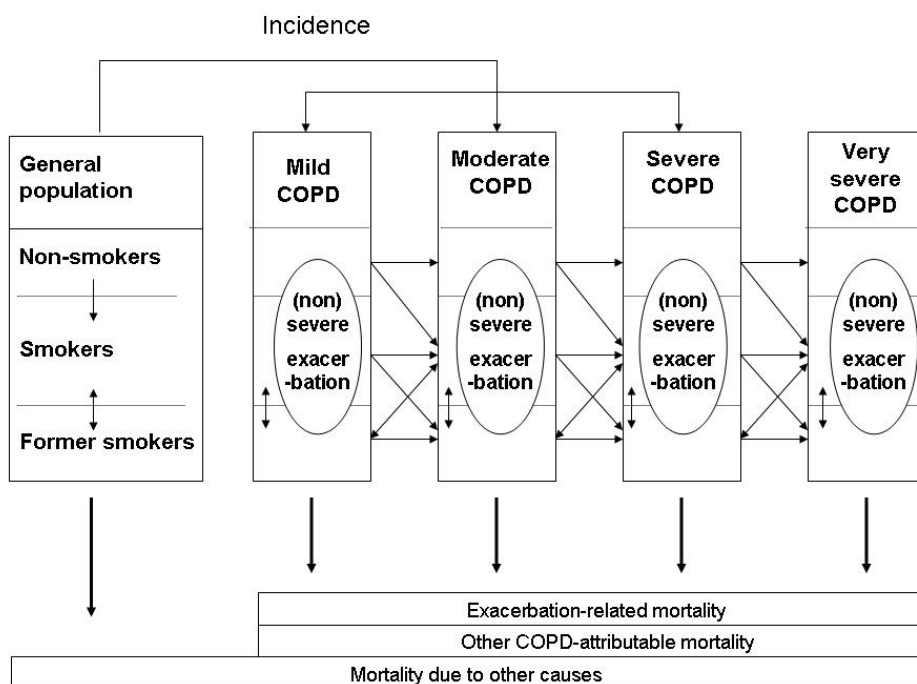 Incidence
General
population
Non-smokers
Smokers
Former smokers
Mild
COPD
(non)
severe
exacer
-bation
Moderate
COPD
(non)
severe
exacer
-bation
Severe
COPD
(non)
severe
exacer
-bation
Very
severe
COPD
(non)
severe
exacer
-bation
Exacerbation-related mortality
Other COPD-attributable mortality
Mortality due to other causes